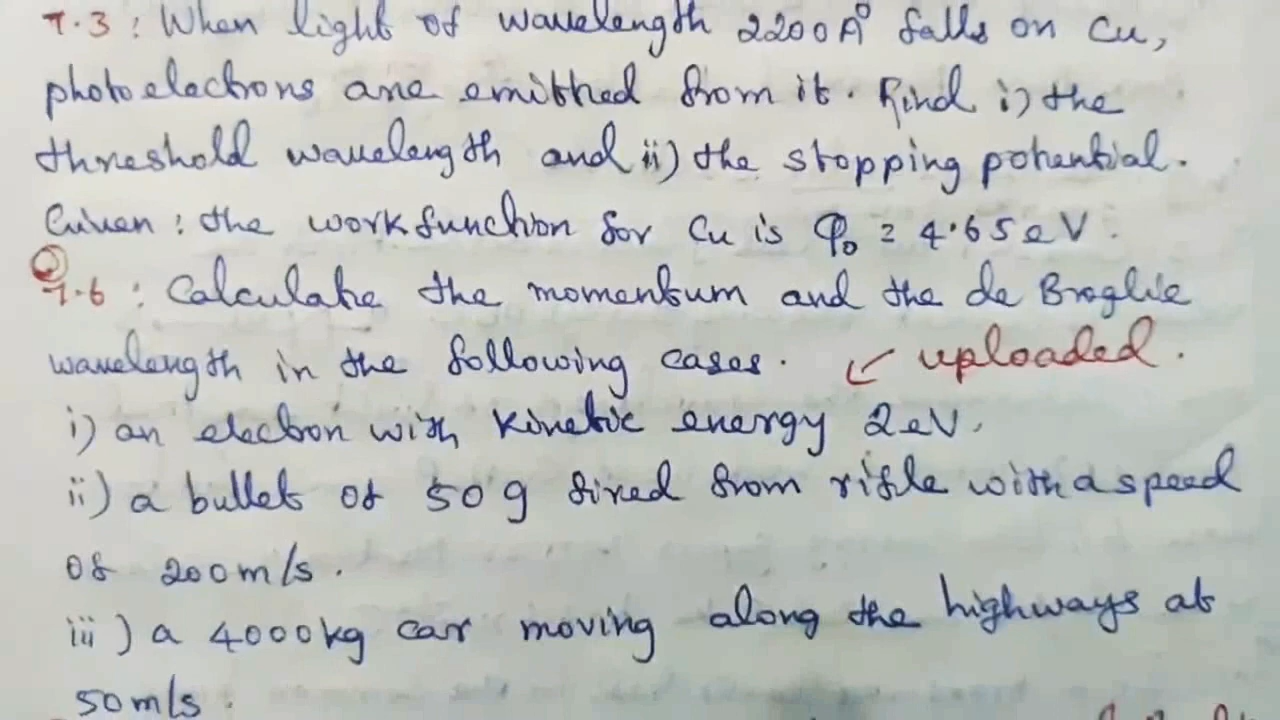 7.3 : When light of wavelength 2200A° falls on Cu,
photoelectrons are emitted from it. Find i) the
threshold wavelength and ii) the stopping potential.
Given : the workfunction for Cu is φ₀ = 4.65eV.
7.6 : Calculate the momentum and the de Broglie
wavelength in the following cases. ↙ uploaded.
i) an electron with kinetic energy 2eV.
ii) a bullet of 50g fired from rifle with a speed
of 200m/s.
iii) a 4000kg car moving along the highways at
50m/s.